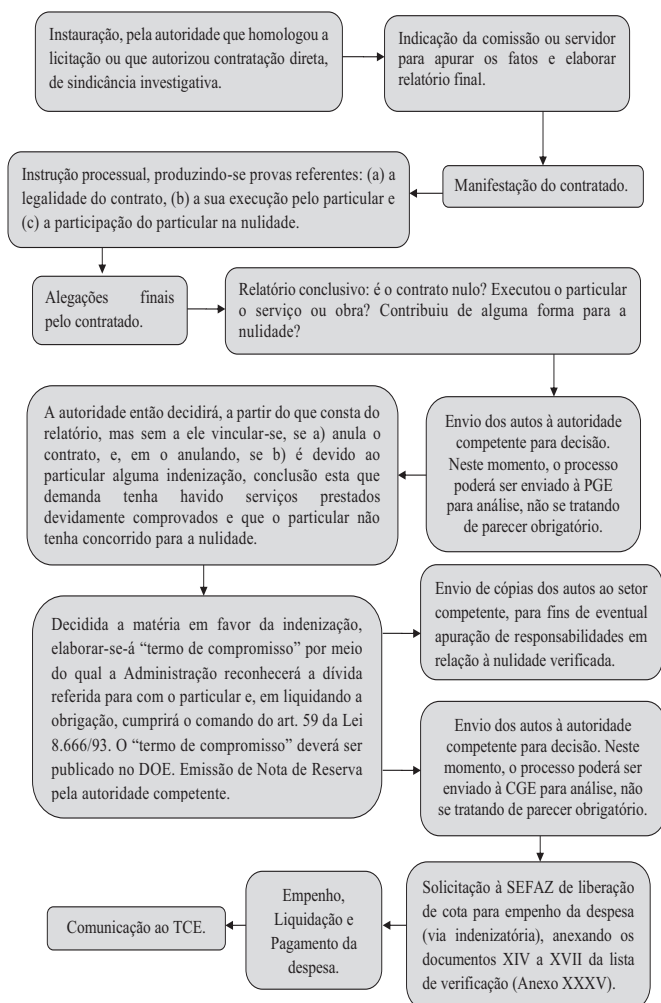 Instauração, pela autoridade que homologou a
licitação ou que autorizou contratação direta,
de sindicância investigativa.
Indicação da comissão ou servidor
para apurar os fatos e elaborar
relatório final.
Manifestação do contratado.
Instrução processual, produzindo-se provas referentes: (a) a
legalidade do contrato, (b) a sua execução pelo particular e
(c) a participação do particular na nulidade.
Alegações finais
pelo contratado.
Relatório conclusivo: é o contrato nulo? Executou o particular
o serviço ou obra? Contribuiu de alguma forma para a
nulidade?
Envio dos autos à autoridade
competente para decisão.
Neste momento, o processo
poderá ser enviado à PGE
para análise, não se tratando
de parecer obrigatório.
A autoridade então decidirá, a partir do que consta do
relatório, mas sem a ele vincular-se, se a) anula o
contrato, e, em o anulando, se b) é devido ao
particular alguma indenização, conclusão esta que
demanda tenha havido serviços prestados
devidamente comprovados e que o particular não
tenha concorrido para a nulidade.
Decidida a matéria em favor da indenização,
elaborar-se-á “termo de compromisso” por meio
do qual a Administração reconhecerá a dívida
referida para com o particular e, em liquidando a
obrigação, cumprirá o comando do art. 59 da Lei
8.666/93. O “termo de compromisso” deverá ser
publicado no DOE. Emissão de Nota de Reserva
pela autoridade competente.
Envio de cópias dos autos ao setor
competente, para fins de eventual
apuração de responsabilidades em
relação à nulidade verificada.
Envio dos autos à autoridade
competente para decisão. Neste
momento, o processo poderá ser
enviado à CGE para análise, não
se tratando de parecer obrigatório.
Solicitação à SEFAZ de liberação
de cota para empenho da despesa
(via indenizatória), anexando os
documentos XIV a XVII da lista
de verificação (Anexo XXXV).
Empenho,
Liquidação e
Pagamento da
despesa.
Comunicação ao TCE.